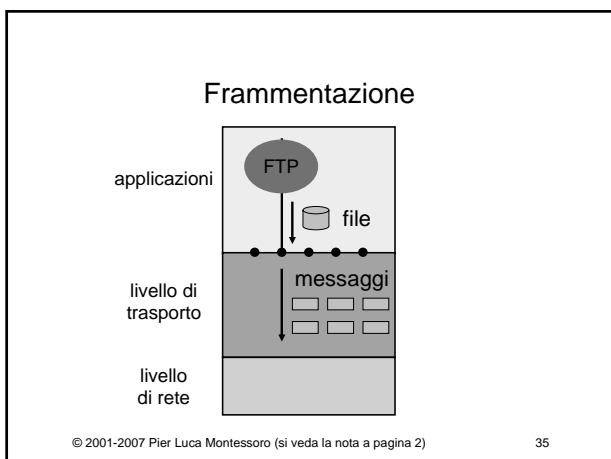 Frammentazione
FTP
applicazioni
file
messaggi
livello di
trasporto
livello
di rete
© 2001-2007 Pier Luca Montessoro (si veda la nota a pagina 2)
35